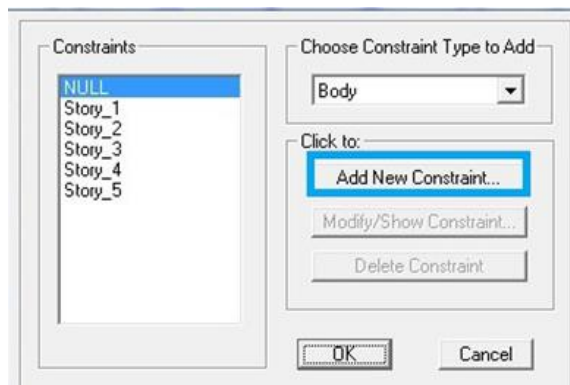 Constraints
NULL
Story_1
Story_2
Story_3
Story_4
Story_5
Choose Constraint Type to Add
Body
Click to:
Add New Constraint...
Modify/Show Constraint...
Delete Constraint
OK
Cancel